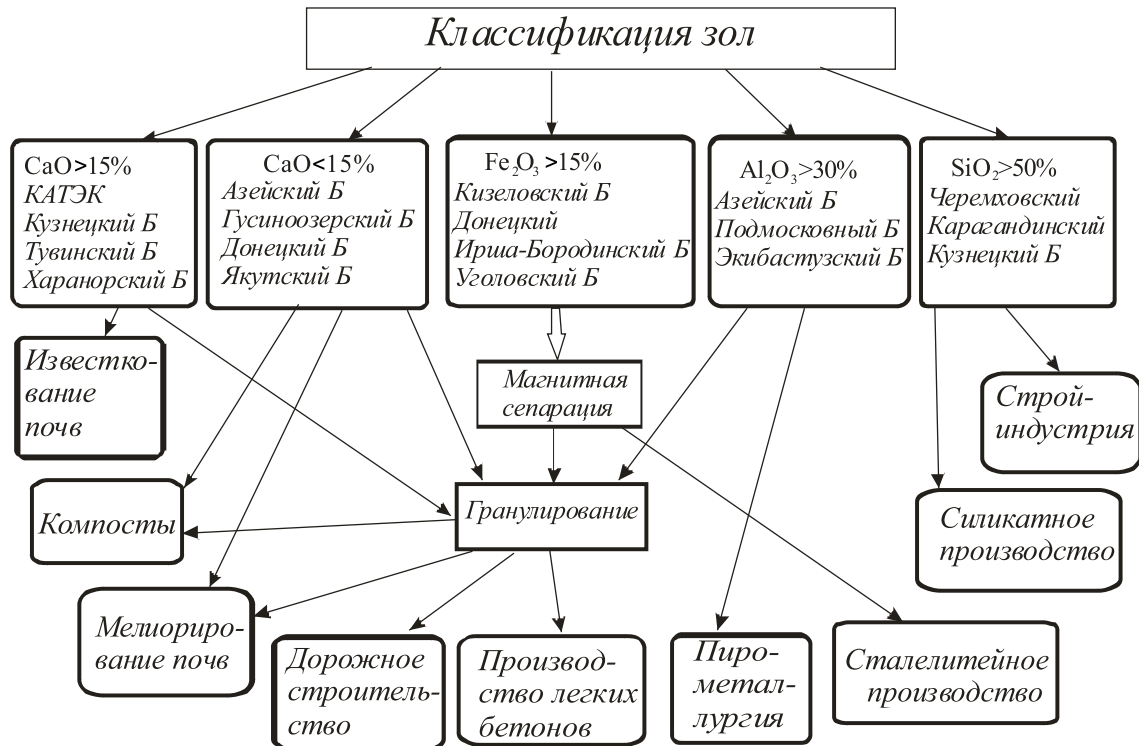 Классификация зол
CaO>15%
КАТЭК
Кузнецкий Б
Тувинский Б
Харанорский Б
CaO<15%
Азейский Б
Гусиноозерский Б
Донецкий Б
Якутский Б
Fe₂O₃ >15%
Кизеловский Б
Донецкий
Ирша-Бородинский Б
Уголовский Б
Al₂O₃>30%
Азейский Б
Подмосковный Б
Экибастузский Б
SiO₂>50%
Черемховский
Карагандинский
Кузнецкий Б
Известко-
вание
почв
Магнитная
сепарация
Строй-
индустрия
Компосты
Гранулирование
Силикатное
производство
Мелиориро-
вание почв
Дорожное
строитель-
ство
Производ-
ство легких
бетонов
Пиро-
метал-
лургия
Сталелитейное
производство